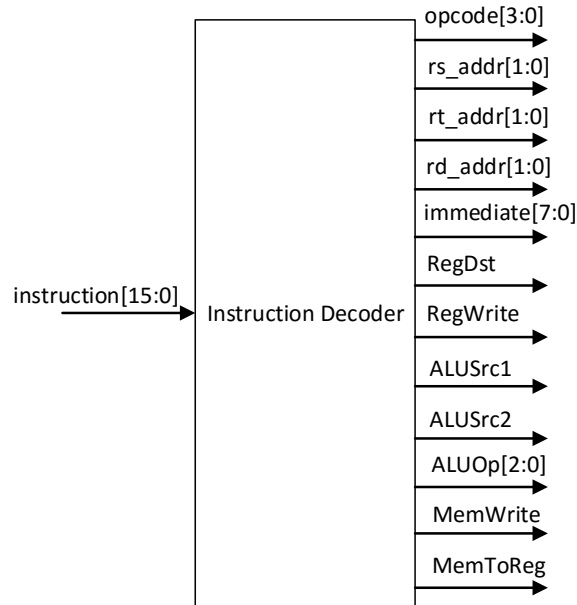 opcode[3:0]
rs_addr[1:0]
rt_addr[1:0]
rd_addr[1:0]
immediate[7:0]
RegDst
instruction[15:0]
Instruction Decoder
RegWrite
ALUSrc1
ALUSrc2
ALUOp[2:0]
MemWrite
MemToReg